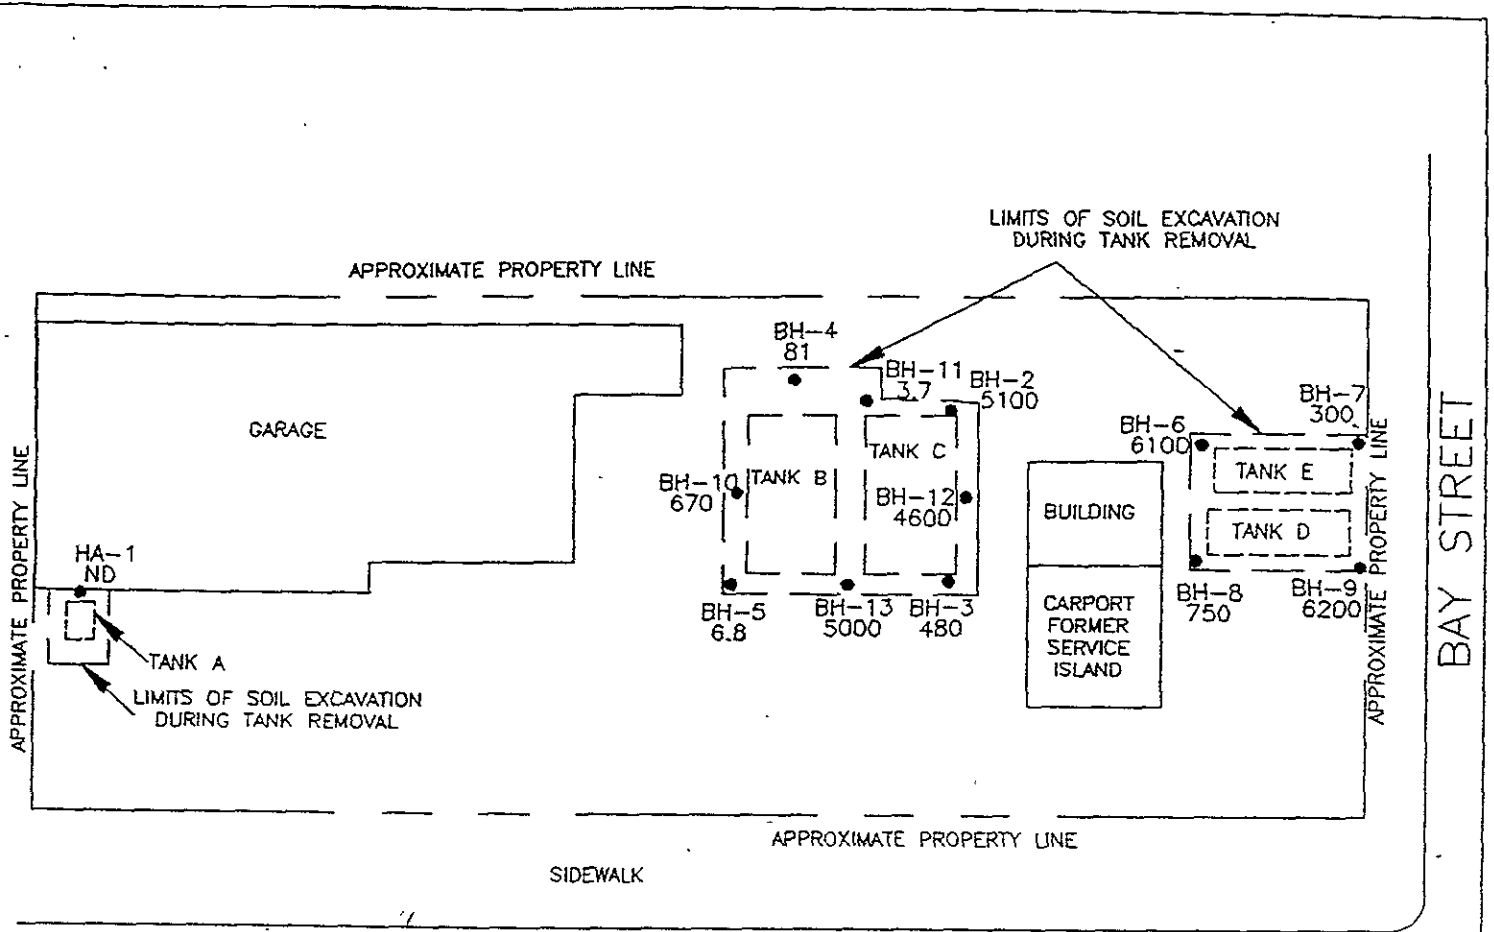 LIMITS OF SOIL EXCAVATION
DURING TANK REMOVAL
APPROXIMATE PROPERTY LINE
BH-4
81
BH-11
3.7
BH-2
5100
BH-7
300
BH-6
6100
GARAGE
TANK C
TANK E
BH-10
670
TANK B
BH-12
4600
BUILDING
TANK D
APPROXIMATE PROPERTY LINE
BAY STREET
APPROXIMATE PROPERTY LINE
HA-1
ND
BH-5
6.8
BH-13
5000
BH-3
480
CARPORT
FORMER
SERVICE
ISLAND
BH-8
750
BH-9
6200
TANK A
LIMITS OF SOIL EXCAVATION
DURING TANK REMOVAL
APPROXIMATE PROPERTY LINE
SIDEWALK